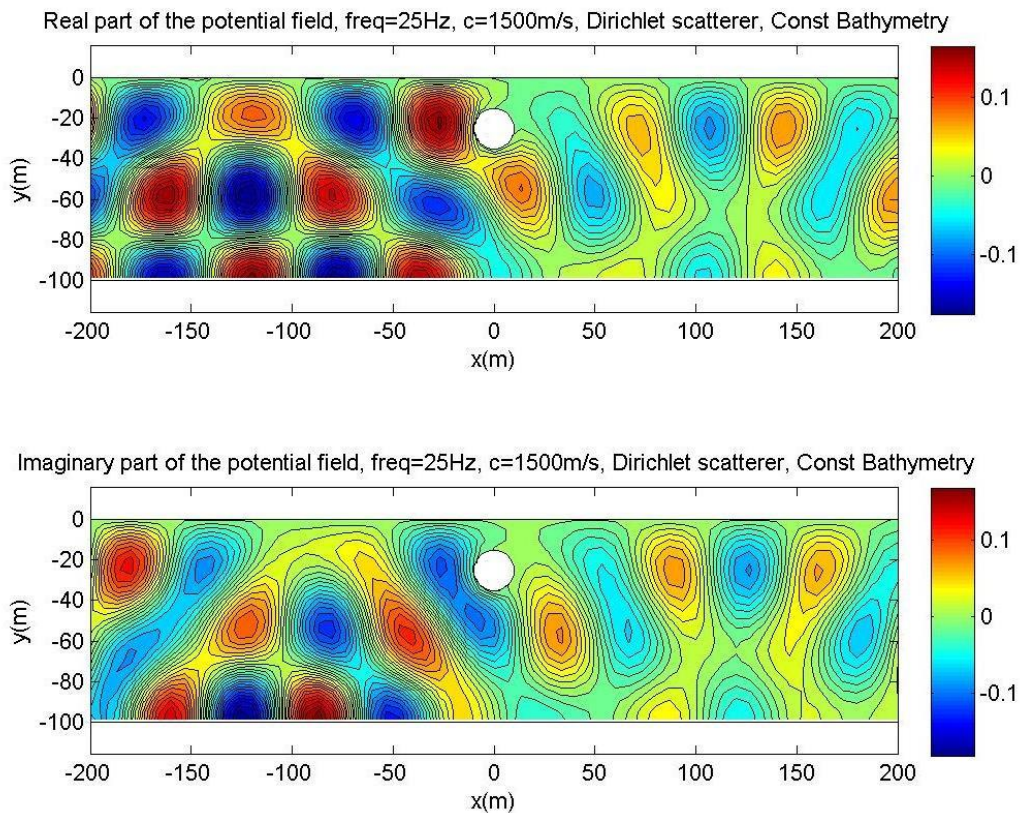 Real part of the potential field, freq=25Hz, c=1500m/s, Dirichlet scatterer, Const Bathymetry
y(m)
0
-20
-40
-60
-80
-100
-200 -150 -100 -50 0 50 100 150 200
x(m)
0.1
0
-0.1
Imaginary part of the potential field, freq=25Hz, c=1500m/s, Dirichlet scatterer, Const Bathymetry
y(m)
0
-20
-40
-60
-80
-100
-200 -150 -100 -50 0 50 100 150 200
x(m)
0.1
0
-0.1